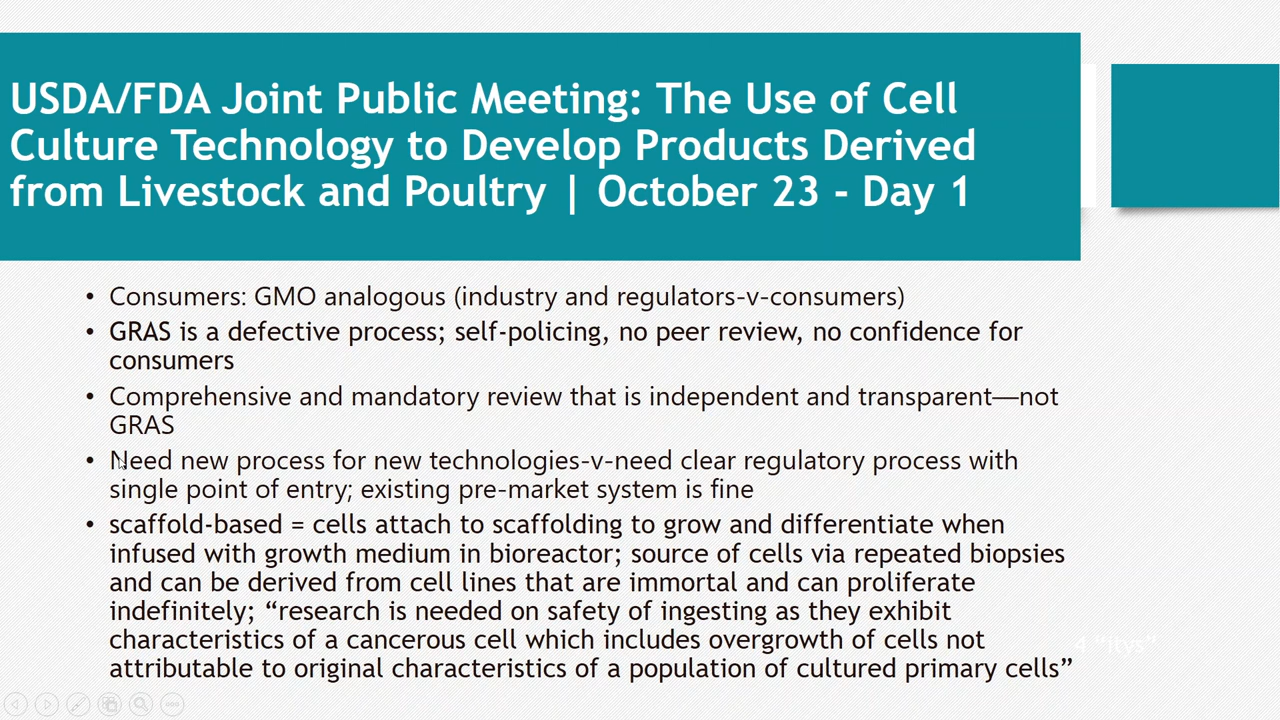 USDA/FDA Joint Public Meeting: The Use of Cell
Culture Technology to Develop Products Derived
from Livestock and Poultry | October 23 - Day 1
• Consumers: GMO analogous (industry and regulators-v-consumers)
• GRAS is a defective process; self-policing, no peer review, no confidence for
consumers
• Comprehensive and mandatory review that is independent and transparent—not
GRAS
• Need new process for new technologies-v-need clear regulatory process with
single point of entry; existing pre-market system is fine
• scaffold-based = cells attach to scaffolding to grow and differentiate when
infused with growth medium in bioreactor; source of cells via repeated biopsies
and can be derived from cell lines that are immortal and can proliferate
indefinitely; “research is needed on safety of ingesting as they exhibit
characteristics of a cancerous cell which includes overgrowth of cells not
attributable to original characteristics of a population of cultured primary cells”
4 “itys”